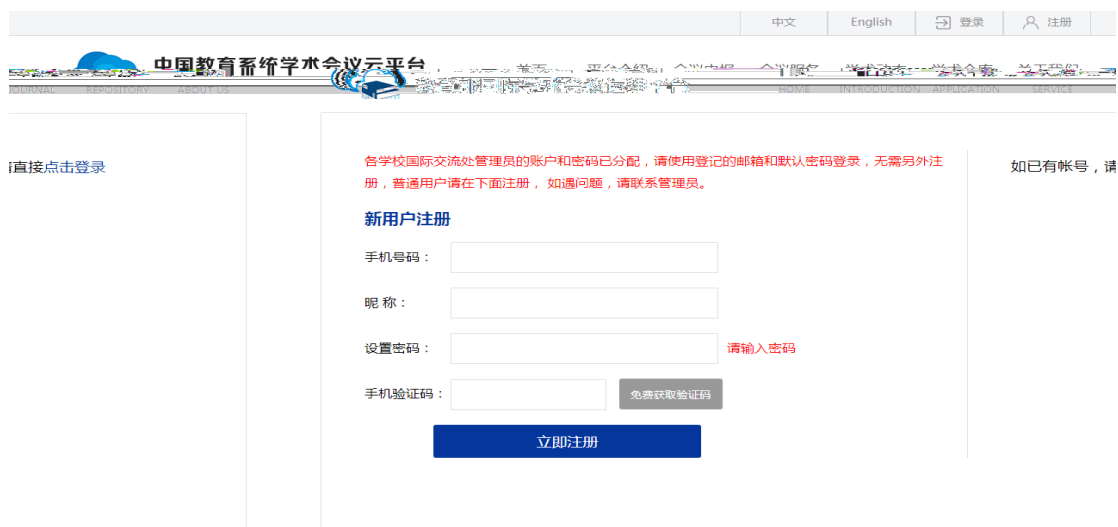 中文 English 登录 注册
中国教育系统学术会议云平台
JOURNAL REPOSITORY ABOUT US HOME INTRODUCTION APPLICATION SERVICE
直接点击登录
各学校国际交流处管理员的账户和密码已分配，请使用登记的邮箱和默认密码登录，无需另外注
册，普通用户请在下面注册， 如遇问题，请联系管理员。
如已有帐号，请
新用户注册
手机号码：
昵 称：
设置密码： 请输入密码
手机验证码： 免费获取验证码
立即注册